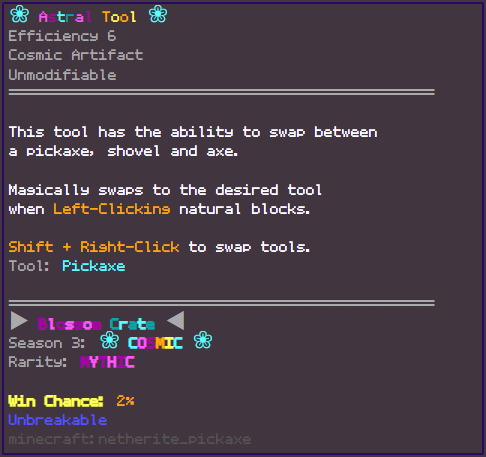 ❀ Astral Tool ❀
Efficiency 6
Cosmic Artifact
Unmodifiable
This tool has the ability to swap between
a pickaxe, shovel and axe.
Magically swaps to the desired tool
when Left-Clicking natural blocks.
Shift + Right-Click to swap tools.
Tool: Pickaxe
▶ Blossom Crate ◀
Season 3: ❀ COSMIC ❀
Rarity: MYTHIC
Win Chance: 2%
Unbreakable
minecraft:netherite_pickaxe